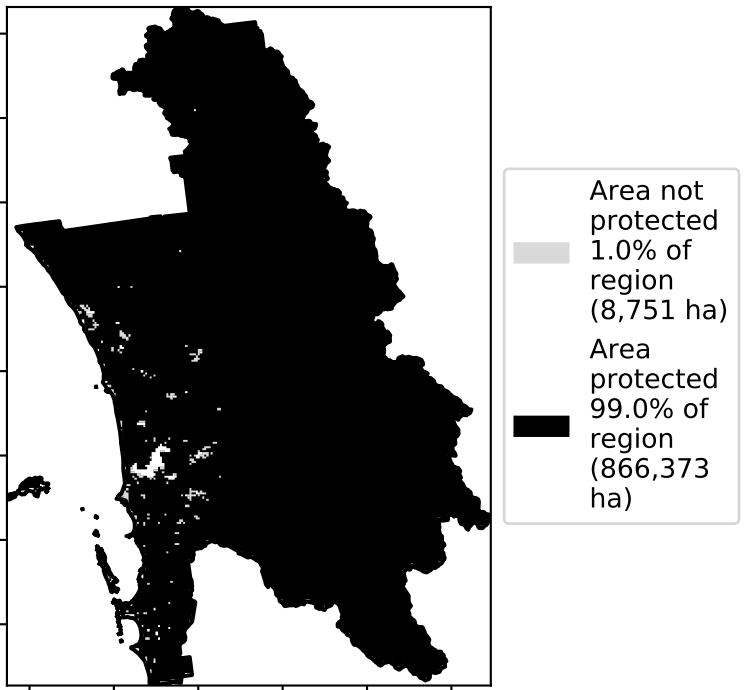 Area not
protected
1.0% of
region
(8,751 ha)
Area
protected
99.0% of
region
(866,373
ha)